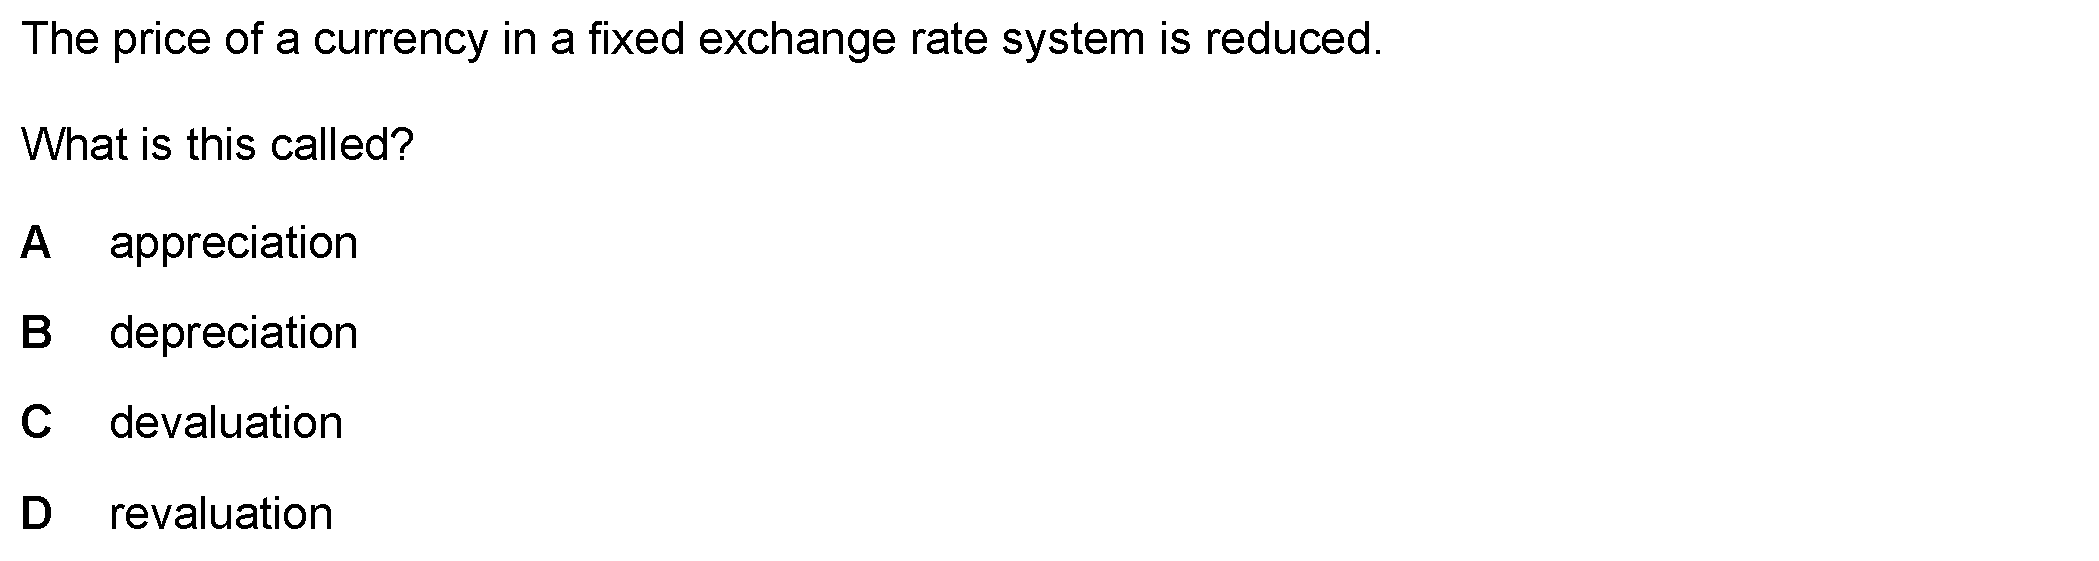 The price of a currency in a fixed exchange rate system is reduced.
What is this called?
A appreciation
B depreciation
C devaluation
D revaluation